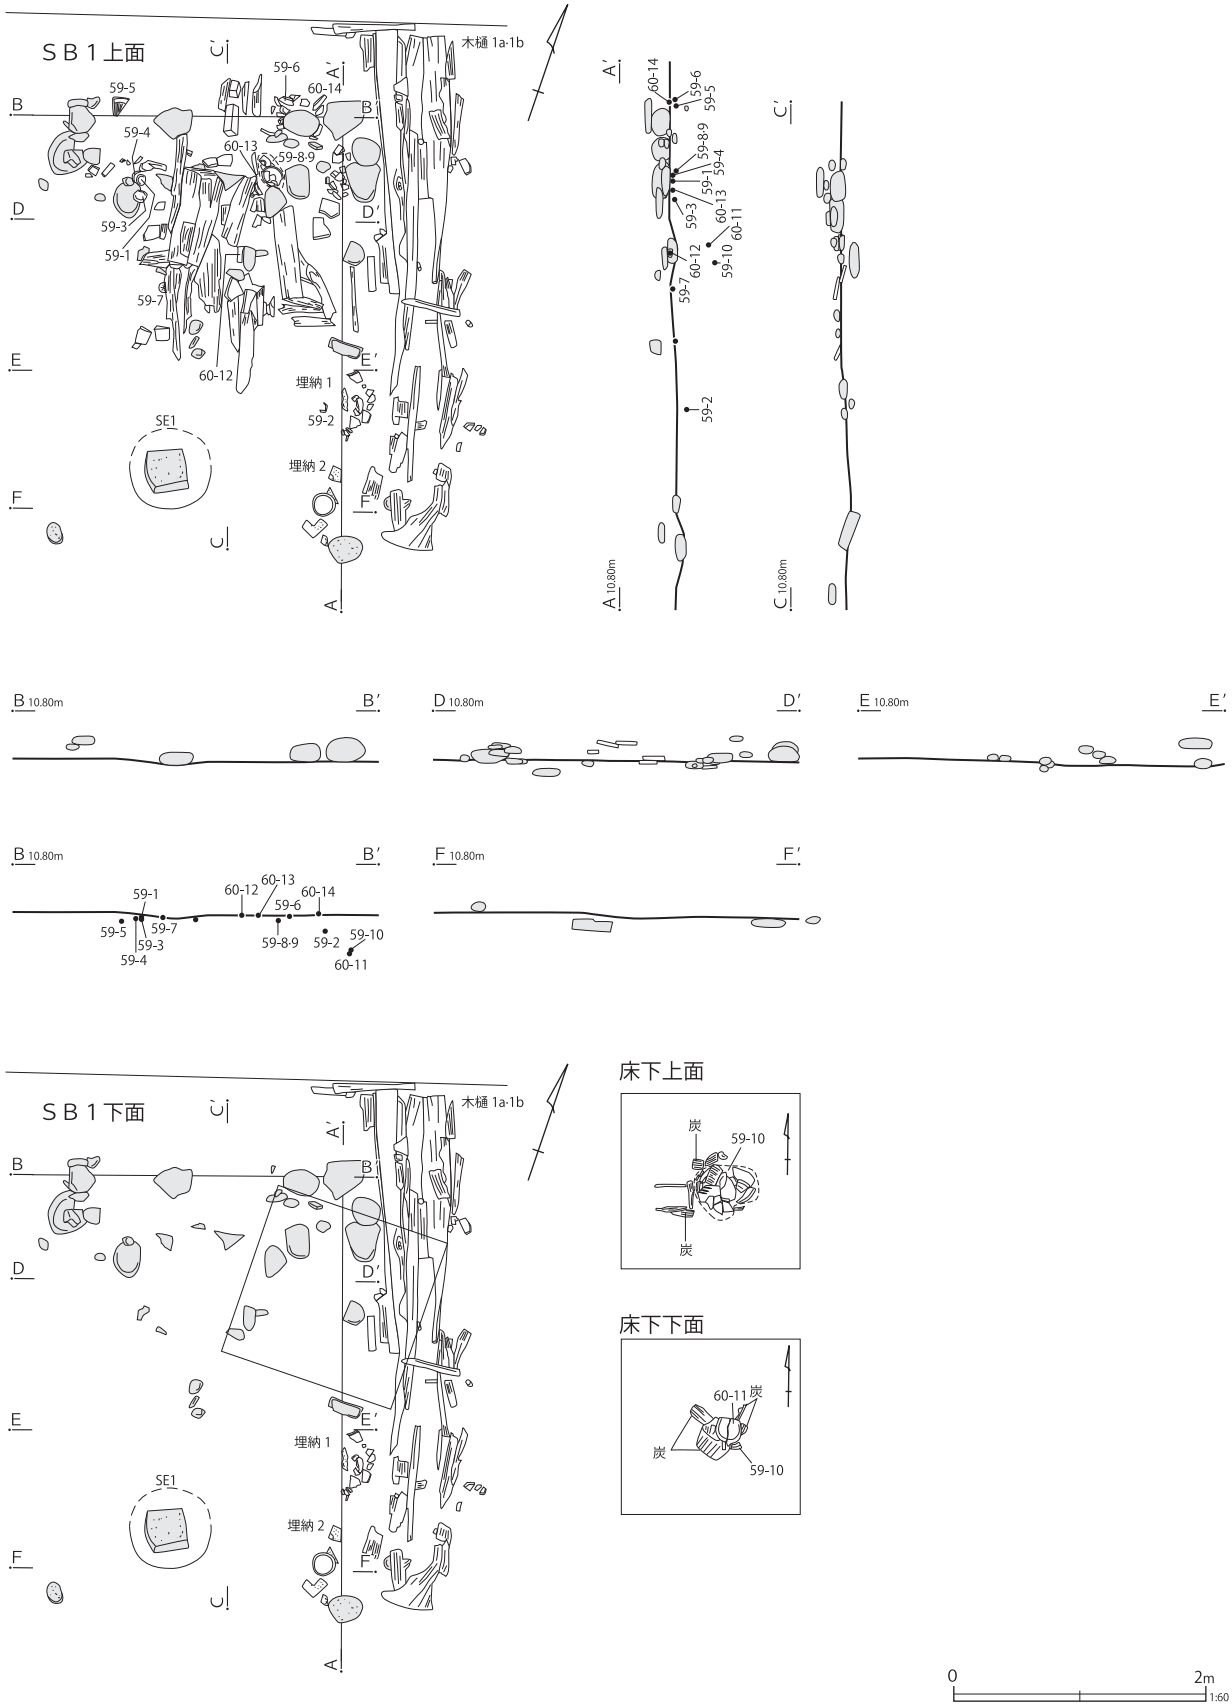 SB1上面
C′
A′
木樋 1a·1b
59-6
60-14
59-5
B
B′
59-4
60-13
59-8·9
D
D′
59-3
59-1
59-7
E
E′
60-12
埋納 1
59-2
SE1
埋納 2
F
F′
C
A
A′
60-14
59-6
59-5
59-8·9
59-4
59-1
60-13
59-3
60-11
60-12
59-10
59-7
59-2
A 10.80m
C′
C 10.80m
B 10.80m
B′
D 10.80m
D′
E 10.80m
E′
B 10.80m
B′
59-1
60-12
60-13
59-6
60-14
59-5
59-7
59-3
59-4
59-8·9
59-2
59-10
60-11
F 10.80m
F′
SB1下面
C′
A′
木樋 1a·1b
B
B′
D
D′
E
E′
埋納 1
SE1
埋納 2
F
F′
C
A
床下上面
炭
59-10
炭
床下下面
60-11
炭
炭
59-10
0
2m
1:60